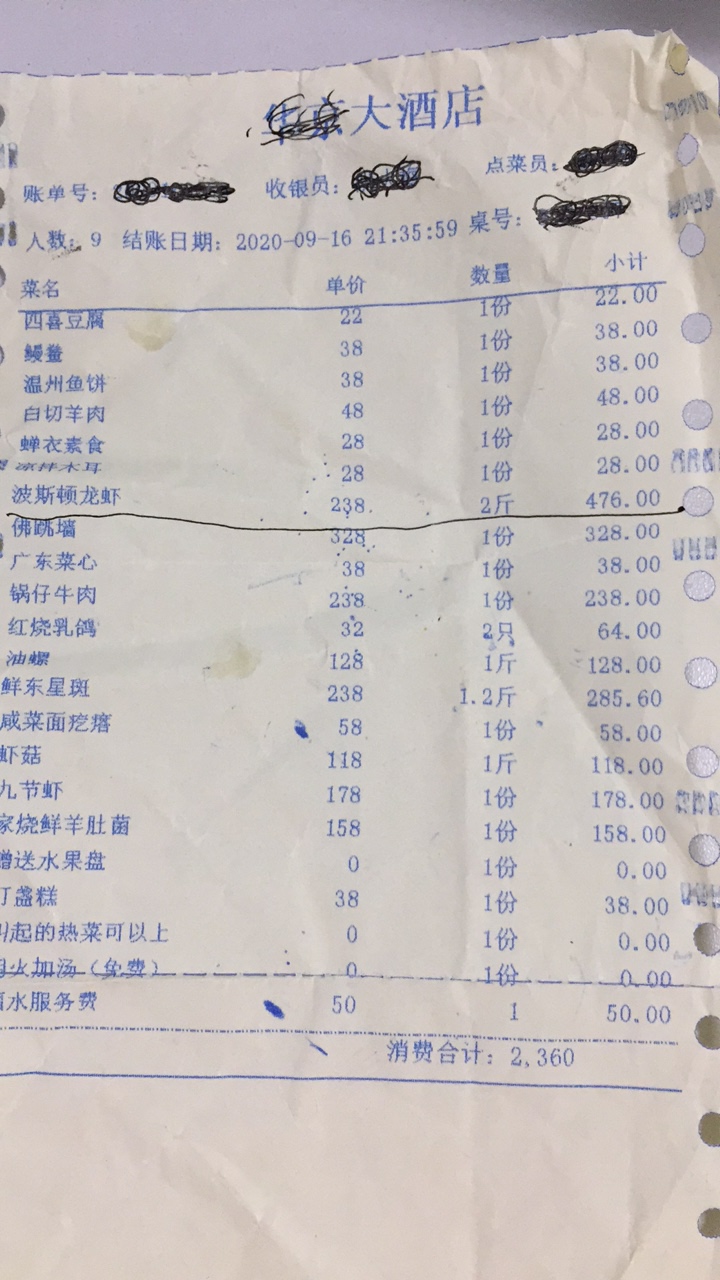 大酒店
账单号: 收银员: 点菜员:
人数: 9 结账日期: 2020-09-16 21:35:59 桌号:
菜名 单价 数量 小计
四喜豆腐 22 1份 22.00
鳗鲞 38 1份 38.00
温州鱼饼 38 1份 38.00
白切羊肉 48 1份 48.00
蝉衣素食 28 1份 28.00
凉拌木耳 28 1份 28.00
波斯顿龙虾 238 2斤 476.00
佛跳墙 328 1份 328.00
广东菜心 38 1份 38.00
锅仔牛肉 238 1份 238.00
红烧乳鸽 32 2只 64.00
油螺 128 1斤 128.00
鲜东星斑 238 1.2斤 285.60
咸菜面疙瘩 58 1份 58.00
虾菇 118 1斤 118.00
九节虾 178 1份 178.00
家烧鲜羊肚菌 158 1份 158.00
赠送水果盘 0 1份 0.00
灯盏糕 38 1份 38.00
叫起的热菜可以上 0 1份 0.00
火加汤(免费) 0 1份 0.00
水服务费 50 1 50.00
消费合计: 2,360